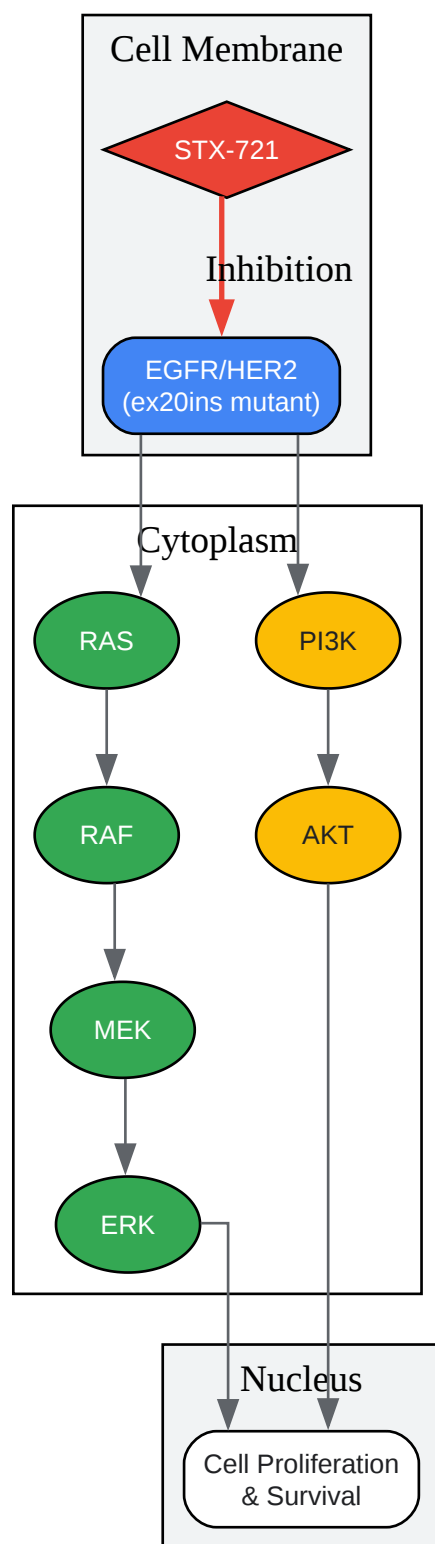 Cell Membrane
STX-721
Inhibition
EGFR/HER2
(ex20ins mutant)
Cytoplasm
RAS
PI3K
RAF
AKT
MEK
ERK
Nucleus
Cell Proliferation
& Survival